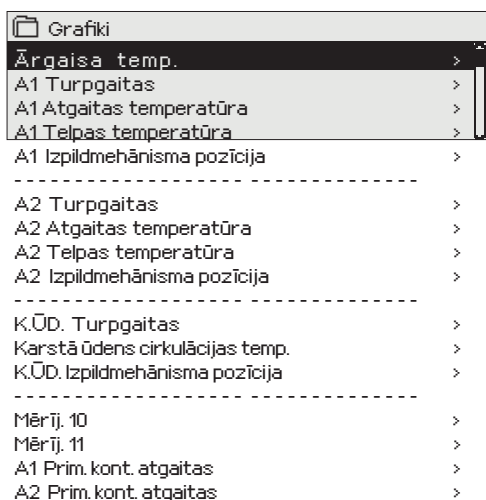 Grafiki
Ārgaisa temp. >
A1 Turpgaitas >
A1 Atgaitas temperatūra >
A1 Telpas temperatūra >
A1 Izpildmehānisma pozīcija >
- - - - - - - - - - - - - - - - - - - - - - - - - - - - - - - - -
A2 Turpgaitas >
A2 Atgaitas temperatūra >
A2 Telpas temperatūra >
A2 Izpildmehānisma pozīcija >
- - - - - - - - - - - - - - - - - - - - - - - - - - - - - - - - -
K.ŪD. Turpgaitas >
Karstā ūdens cirkulācijas temp. >
K.ŪD. Izpildmehānisma pozīcija >
- - - - - - - - - - - - - - - - - - - - - - - - - - - - - - - - -
Mērīj. 10 >
Mērīj. 11 >
A1 Prim. kont. atgaitas >
A2 Prim. kont. atgaitas >